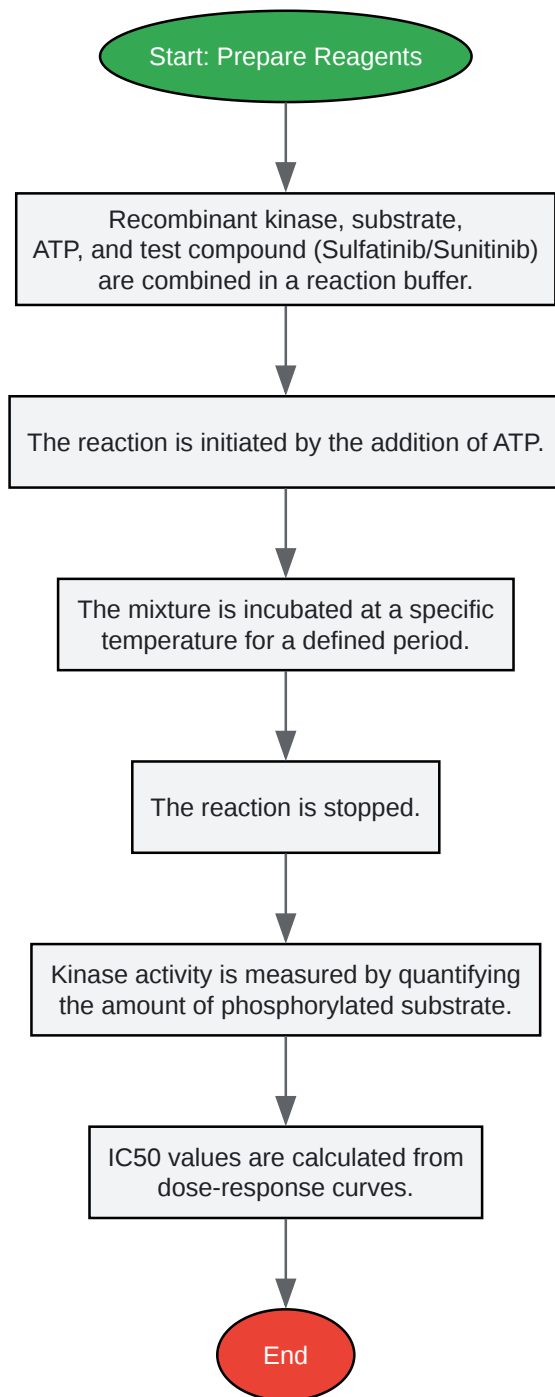 Start: Prepare Reagents
Recombinant kinase, substrate,
ATP, and test compound (Sulfatinib/Sunitinib)
are combined in a reaction buffer.
The reaction is initiated by the addition of ATP.
The mixture is incubated at a specific
temperature for a defined period.
The reaction is stopped.
Kinase activity is measured by quantifying
the amount of phosphorylated substrate.
IC50 values are calculated from
dose-response curves.
End